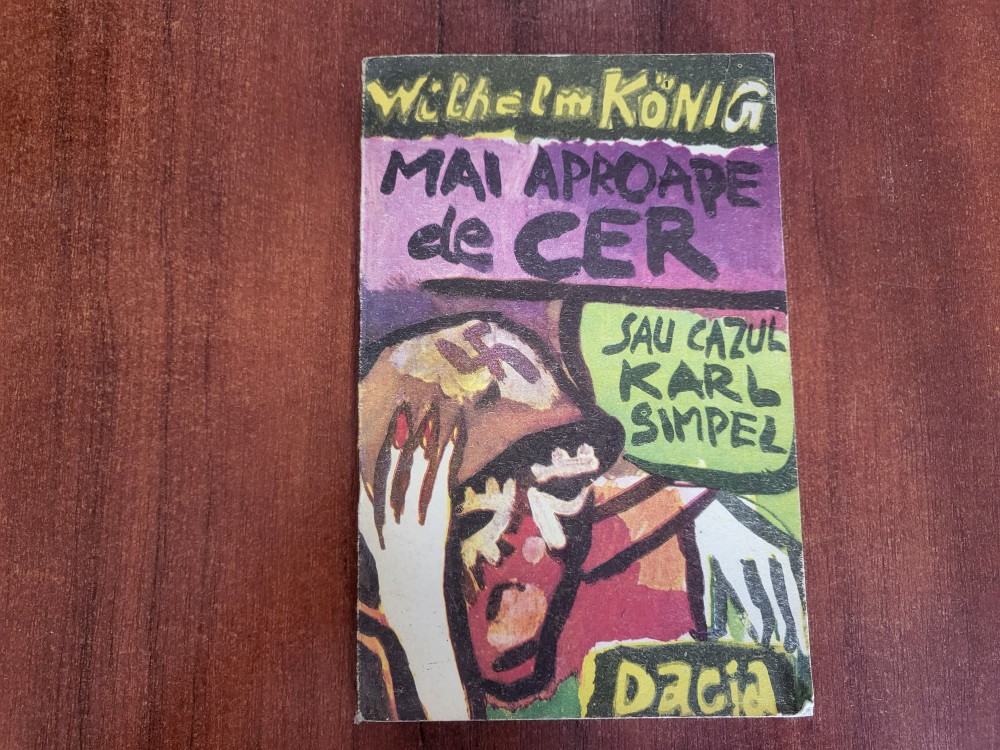 Wilhelm KÖNIG
MAI APROAPE
de CER
SAU CAZUL
KARL
SIMPEL
Dacia